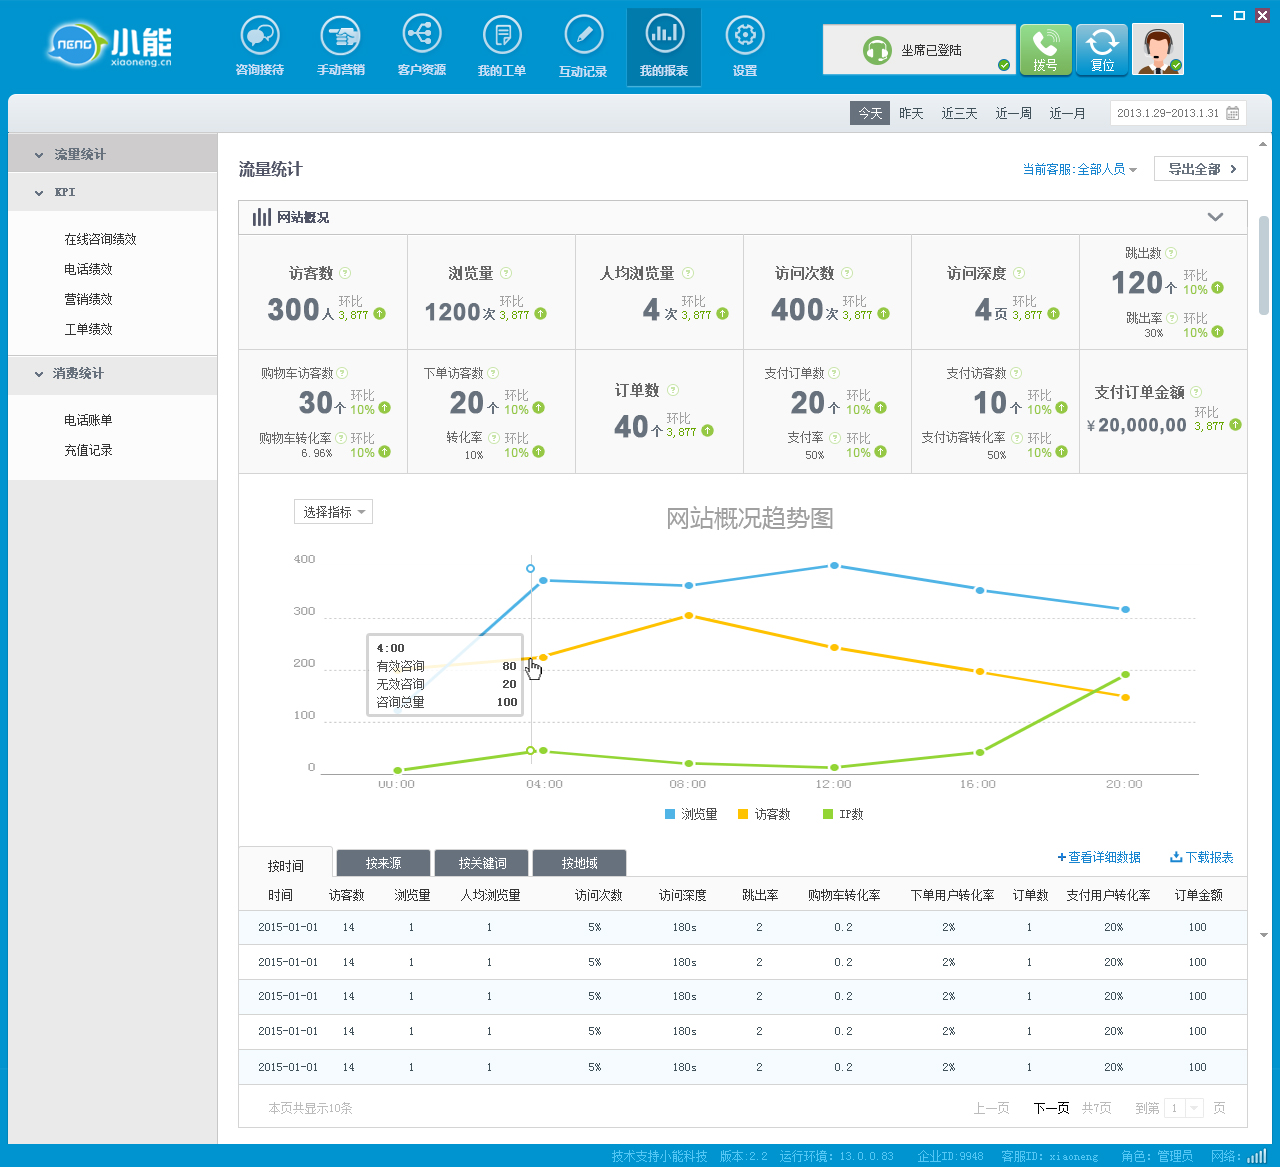 NENG 小能
xiaoneng.cn
咨询接待 手动营销 客户资源 我的工单 互动记录 我的报表 设置
坐席已登陆 拨号 复位
今天 昨天 近三天 近一周 近一月 2013.1.29-2013.1.31
流量统计
KPI
在线咨询绩效
电话绩效
营销绩效
工单绩效
消费统计
电话账单
充值记录
流量统计 当前客服:全部人员 导出全部
网站概况
访客数 ?
300人 环比 3,877
浏览量 ?
1200次 环比 3,877
人均浏览量 ?
4次 环比 3,877
访问次数 ?
400次 环比 3,877
访问深度 ?
4页 环比 3,877
跳出数 ?
120个 环比 10%
跳出率 ? 环比
30% 10%
购物车访客数 ?
30个 环比 10%
购物车转化率 ? 环比
6.96% 10%
下单访客数 ?
20个 环比 10%
转化率 ? 环比
10% 10%
订单数 ?
40个 环比 3,877
支付订单数 ?
20个 环比 10%
支付率 ? 环比
50% 10%
支付访客数 ?
10个 环比 10%
支付访客转化率 ? 环比
50% 10%
支付订单金额 ?
¥20,000,00 环比 3,877
选择指标 网站概况趋势图
400
300
200
100
0
4:00
有效咨询 80
无效咨询 20
咨询总量 100
00:00 04:00 08:00 12:00 16:00 20:00
浏览量 访客数 IP数
按时间 按来源 按关键词 按地域 +查看详细数据 下载报表
时间 访客数 浏览量 人均浏览量 访问次数 访问深度 跳出率 购物车转化率 下单用户转化率 订单数 支付用户转化率 订单金额
2015-01-01 14 1 1 5% 180s 2 0.2 2% 1 20% 100
2015-01-01 14 1 1 5% 180s 2 0.2 2% 1 20% 100
2015-01-01 14 1 1 5% 180s 2 0.2 2% 1 20% 100
2015-01-01 14 1 1 5% 180s 2 0.2 2% 1 20% 100
2015-01-01 14 1 1 5% 180s 2 0.2 2% 1 20% 100
本页共显示10条 上一页 下一页 共7页 到第 1 页
技术支持小能科技 版本:2.2 运行环境: 13.0.0.83 企业ID:9948 客服ID: xiaoneng 角色: 管理员 网络: